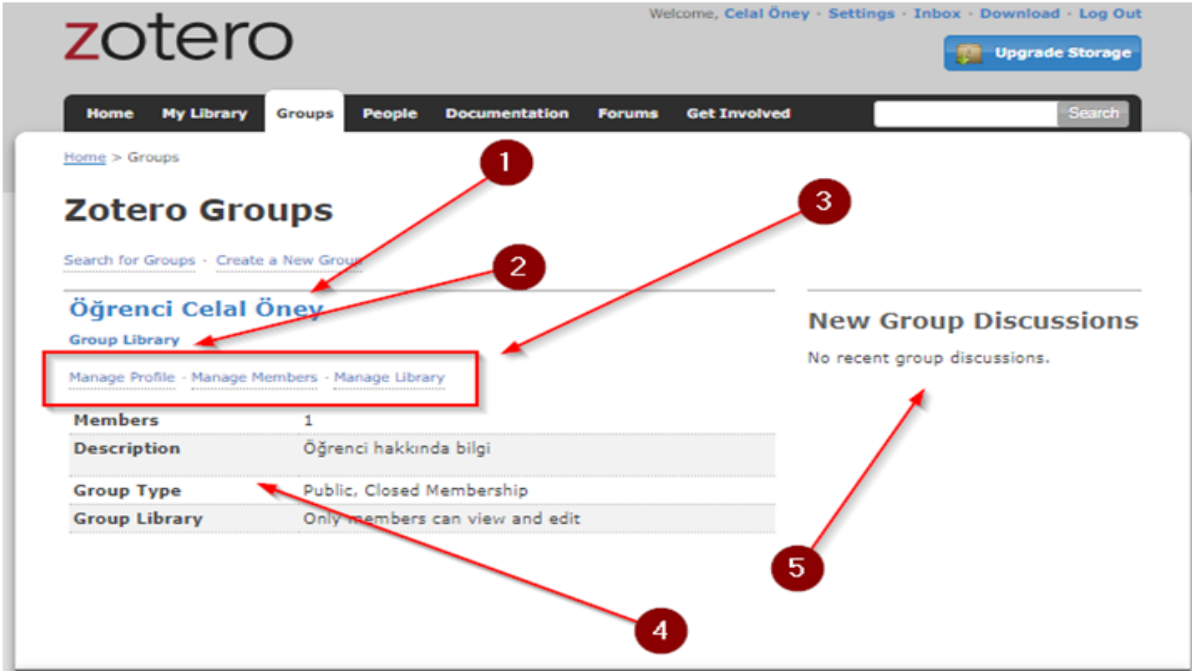 zotero
Welcome, Celal Öney · Settings · Inbox · Download · Log Out
Upgrade Storage
Home My Library Groups People Documentation Forums Get Involved Search
Home > Groups
1
3
Zotero Groups
Search for Groups · Create a New Group
2
Öğrenci Celal Öney
Group Library
Manage Profile · Manage Members · Manage Library
Members 1
Description Öğrenci hakkında bilgi
Group Type Public, Closed Membership
Group Library Only members can view and edit
New Group Discussions
No recent group discussions.
5
4